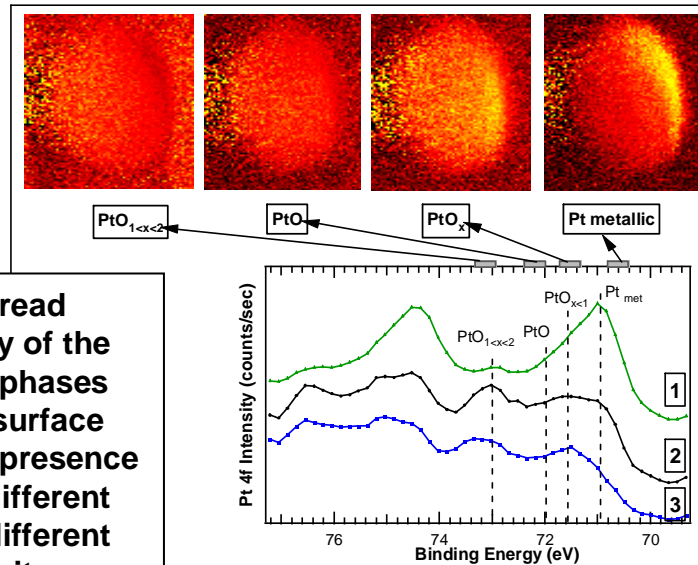 PtO1<x<2
PtO
PtOx
Pt metallic
read
y of the
phases
surface
presence
ifferent
different
Pt 4f Intensity (counts/sec)
PtO1<x<2
PtO
PtOx<1
Pt met
1
2
3
76
74
72
70
Binding Energy (eV)